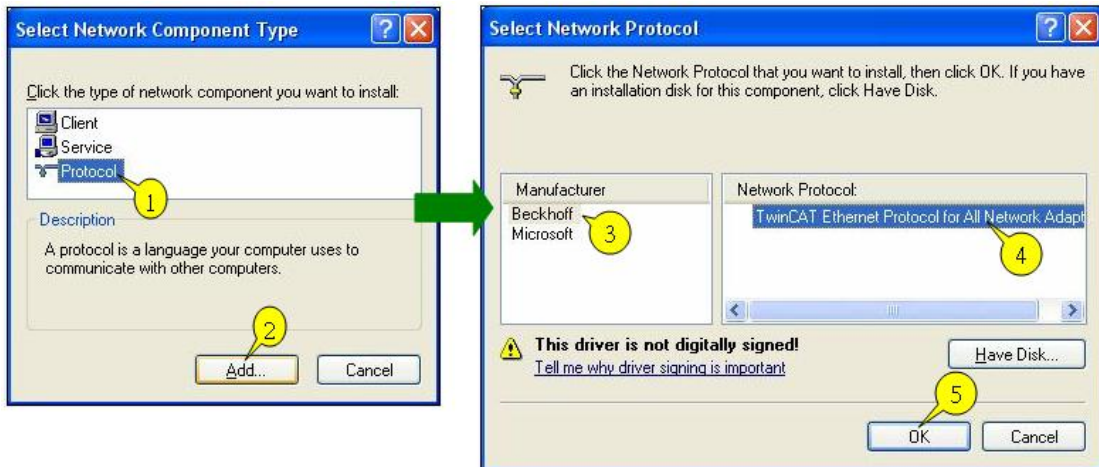 Select Network Component Type
Click the type of network component you want to install:
Client
Service
Protocol
1
Description
A protocol is a language your computer uses to
communicate with other computers.
2
Add...
Cancel
Select Network Protocol
Click the Network Protocol that you want to install, then click OK. If you have
an installation disk for this component, click Have Disk.
Manufacturer
Beckhoff
Microsoft
3
Network Protocol:
TwinCAT Ethernet Protocol for All Network Adapt
4
This driver is not digitally signed!
Tell me why driver signing is important
Have Disk...
5
OK
Cancel